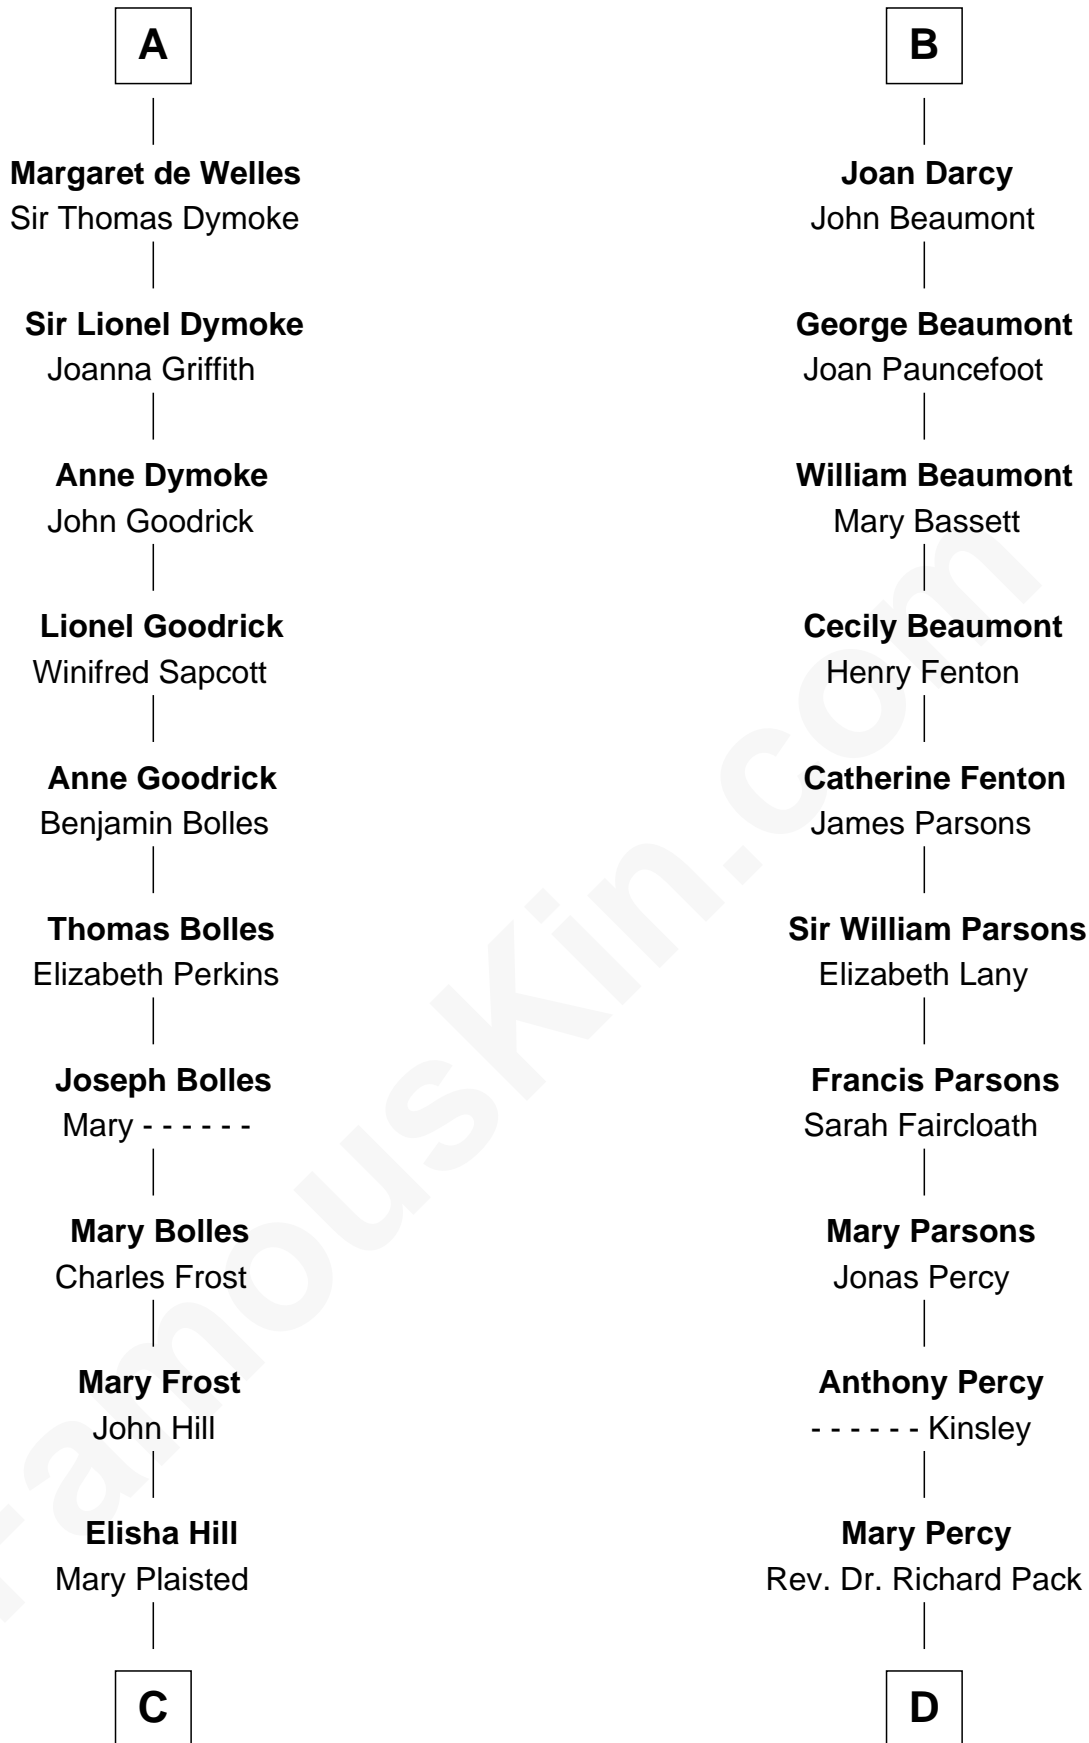 A
Margaret de Welles
Sir Thomas Dymoke
Sir Lionel Dymoke
Joanna Griffith
Anne Dymoke
John Goodrick
Lionel Goodrick
Winifred Sapcott
Anne Goodrick
Benjamin Bolles
Thomas Bolles
Elizabeth Perkins
Joseph Bolles
Mary - - - - - -
Mary Bolles
Charles Frost
Mary Frost
John Hill
Elisha Hill
Mary Plaisted
C
B
Joan Darcy
John Beaumont
George Beaumont
Joan Pauncefoot
William Beaumont
Mary Bassett
Cecily Beaumont
Henry Fenton
Catherine Fenton
James Parsons
Sir William Parsons
Elizabeth Lany
Francis Parsons
Sarah Faircloath
Mary Parsons
Jonas Percy
Anthony Percy
- - - - - - Kinsley
Mary Percy
Rev. Dr. Richard Pack
D
FamousKin.com